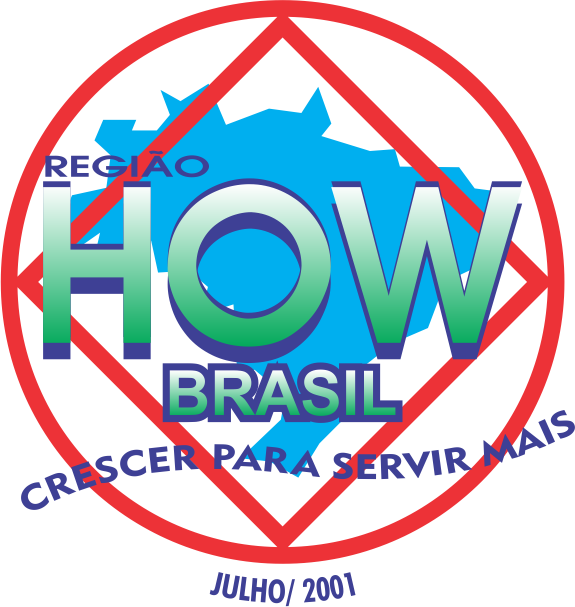 REGIÃO
HOW
BRASIL
CRESCER PARA SERVIR MAIS
JULHO/ 2001